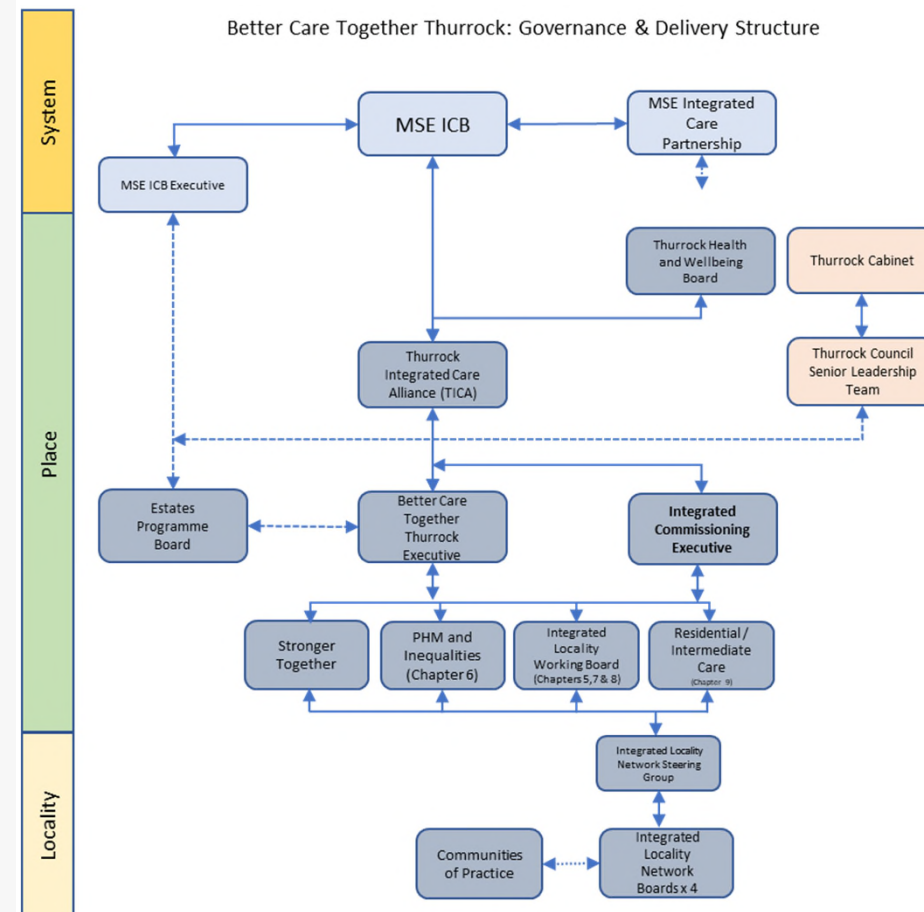 Better Care Together Thurrock: Governance & Delivery Structure
System
MSE ICB
MSE Integrated
Care
Partnership
MSE ICB Executive
Place
Thurrock Health
and Wellbeing
Board
Thurrock Cabinet
Thurrock
Integrated Care
Alliance (TICA)
Thurrock Council
Senior Leadership
Team
Estates
Programme
Board
Better Care
Together
Thurrock
Executive
Integrated
Commissioning
Executive
Stronger
Together
PHM and
Inequalities
(Chapter 6)
Integrated
Locality
Working Board
(Chapters 5,7 & 8)
Residential /
Intermediate
Care
(Chapter 9)
Locality
Integrated Locality
Network Steering
Group
Communities
of Practice
Integrated
Locality
Network
Boards x 4